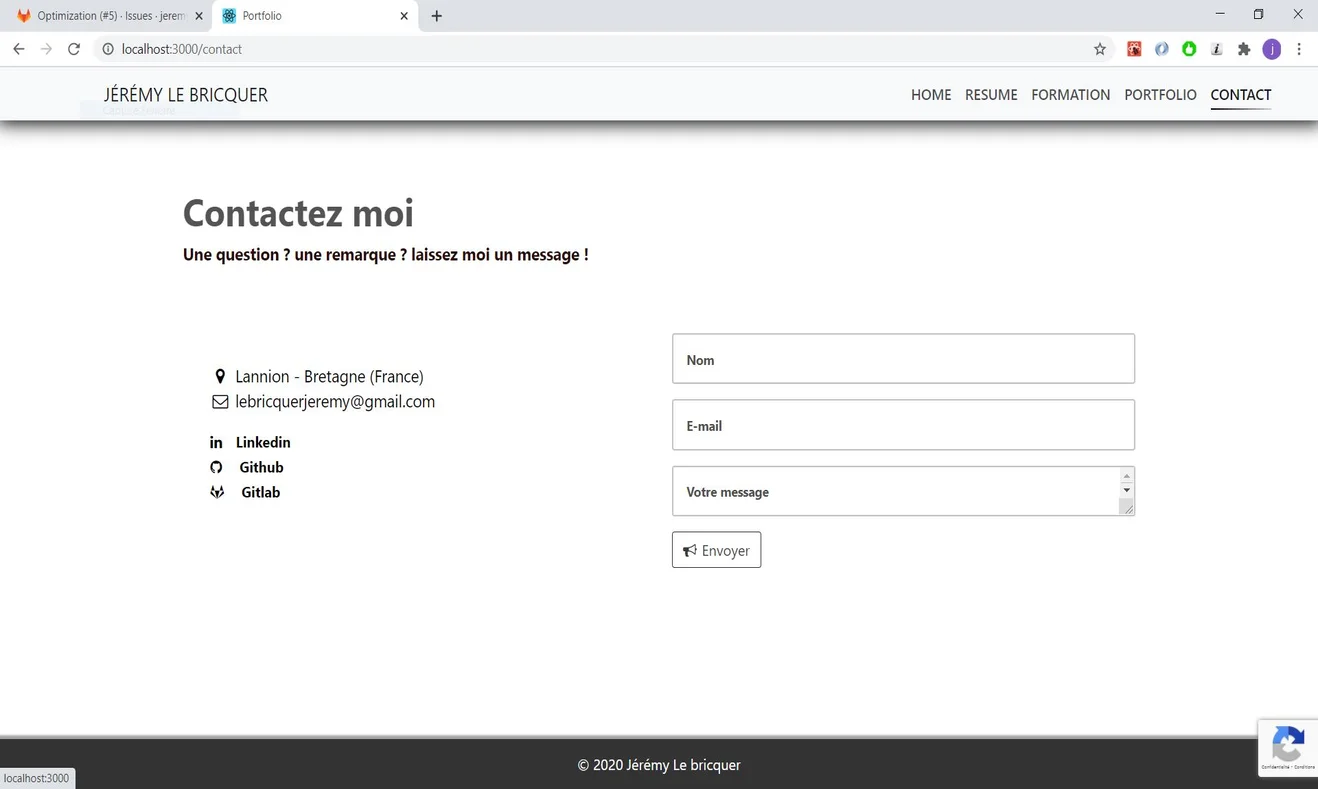 Optimization (#5) · Issues · jerem
Portfolio
localhost:3000/contact
j
JÉRÉMY LE BRICQUER
HOME RESUME FORMATION PORTFOLIO CONTACT
Contactez moi
Une question ? une remarque ? laissez moi un message !
Lannion - Bretagne (France)
lebricquerjeremy@gmail.com
in Linkedin
Github
Gitlab
Nom
E-mail
Votre message
Envoyer
Confidentialité - Conditions
© 2020 Jérémy Le bricquer
localhost:3000